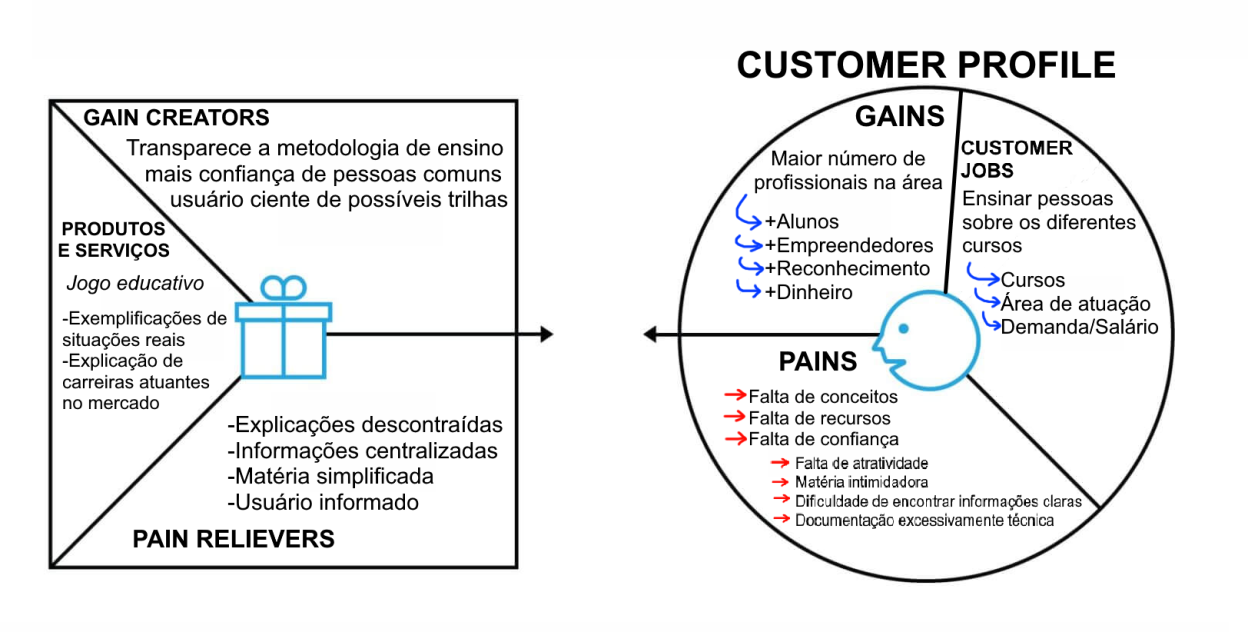 GAIN CREATORS
Transparece a metodologia de ensino
mais confiança de pessoas comuns
usuário ciente de possíveis trilhas
PRODUTOS
E SERVIÇOS
Jogo educativo
-Exemplificações de
situações reais
-Explicação de
carreiras atuantes
no mercado
-Explicações descontraídas
-Informações centralizadas
-Matéria simplificada
-Usuário informado
PAIN RELIEVERS
CUSTOMER PROFILE
GAINS
Maior número de
profissionais na área
+Alunos
+Empreendedores
+Reconhecimento
+Dinheiro
CUSTOMER
JOBS
Ensinar pessoas
sobre os diferentes
cursos
Cursos
Área de atuação
Demanda/Salário
PAINS
Falta de conceitos
Falta de recursos
Falta de confiança
Falta de atratividade
Matéria intimidadora
Dificuldade de encontrar informações claras
Documentação excessivamente técnica